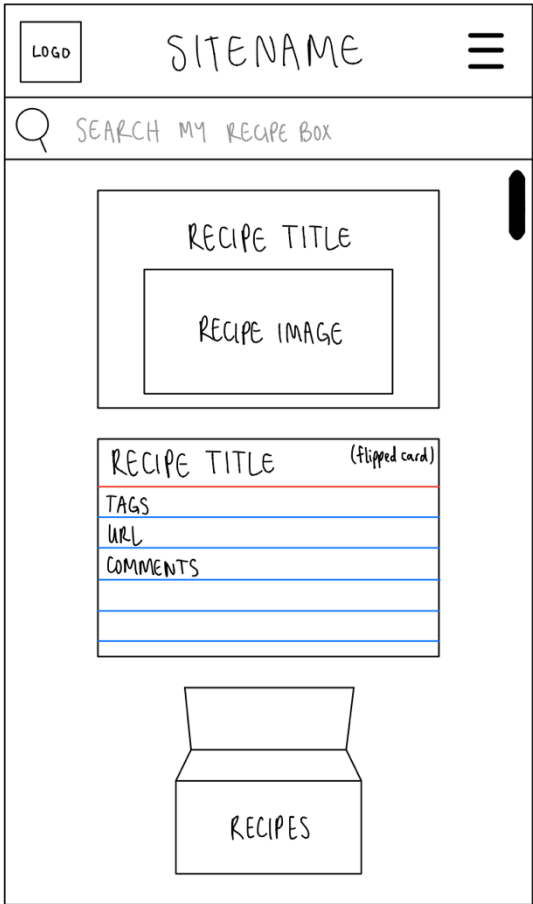 LOGO
SITENAME
SEARCH MY RECIPE BOX
RECIPE TITLE
RECIPE IMAGE
RECIPE TITLE (flipped card)
TAGS
URL
COMMENTS
RECIPES